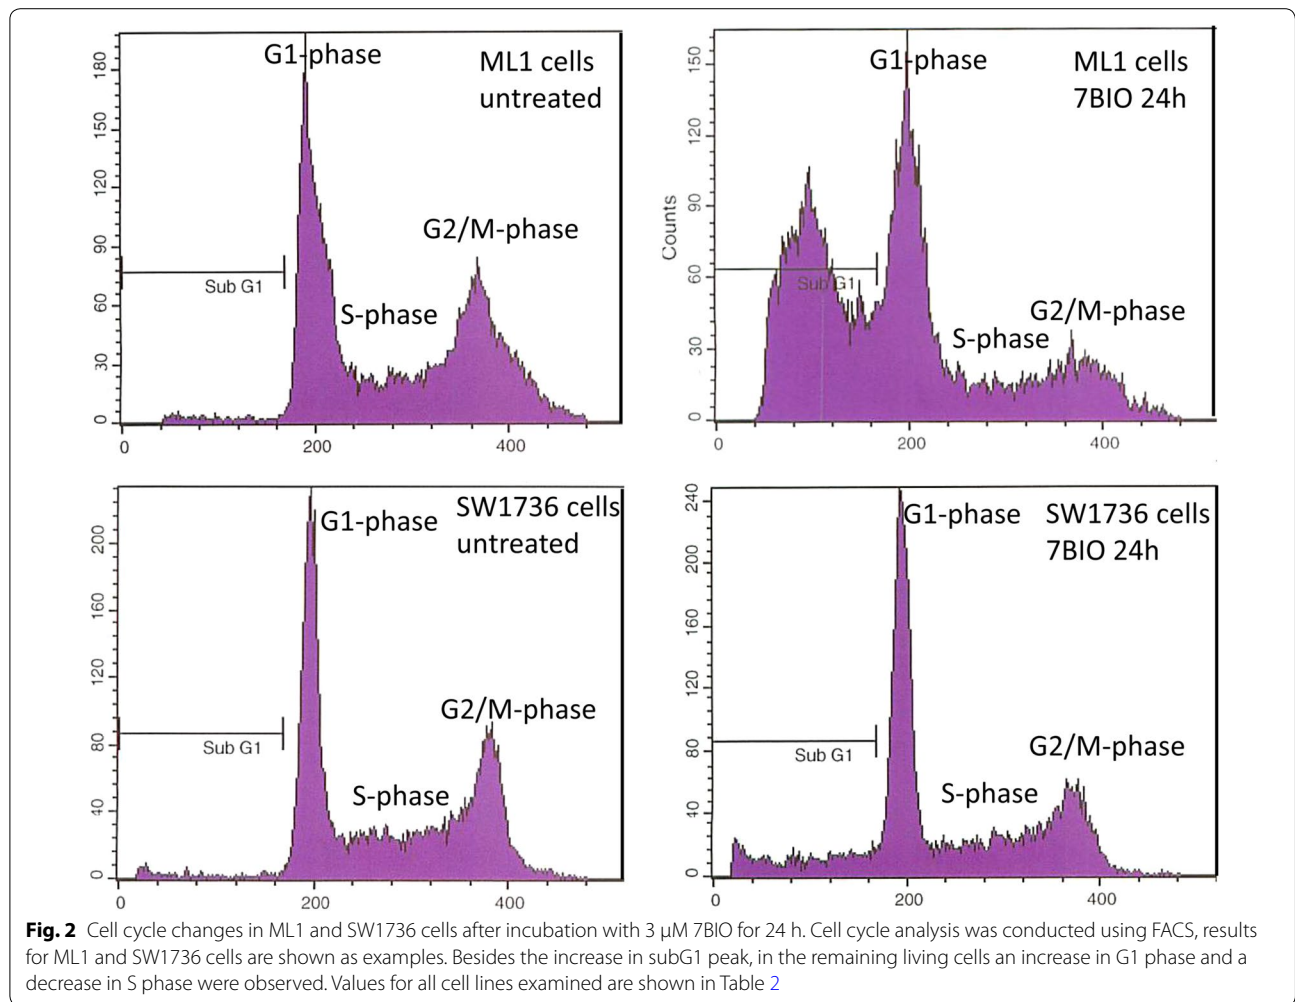 G1-phase
ML1 cells
untreated
G2/M-phase
S-phase
Sub G1
180
150
120
90
60
30
0
0 200 400
G1-phase
ML1 cells
7BIO 24h
Counts
Sub G1
S-phase
G2/M-phase
150
120
90
60
30
0
0 200 400
G1-phase
SW1736 cells
untreated
G2/M-phase
S-phase
Sub G1
200
160
120
80
40
0
0 200 400
G1-phase
SW1736 cells
7BIO 24h
G2/M-phase
S-phase
Sub G1
240
200
160
120
80
40
0
0 200 400
Fig. 2 Cell cycle changes in ML1 and SW1736 cells after incubation with 3 µM 7BIO for 24 h. Cell cycle analysis was conducted using FACS, results
for ML1 and SW1736 cells are shown as examples. Besides the increase in subG1 peak, in the remaining living cells an increase in G1 phase and a
decrease in S phase were observed. Values for all cell lines examined are shown in Table 2